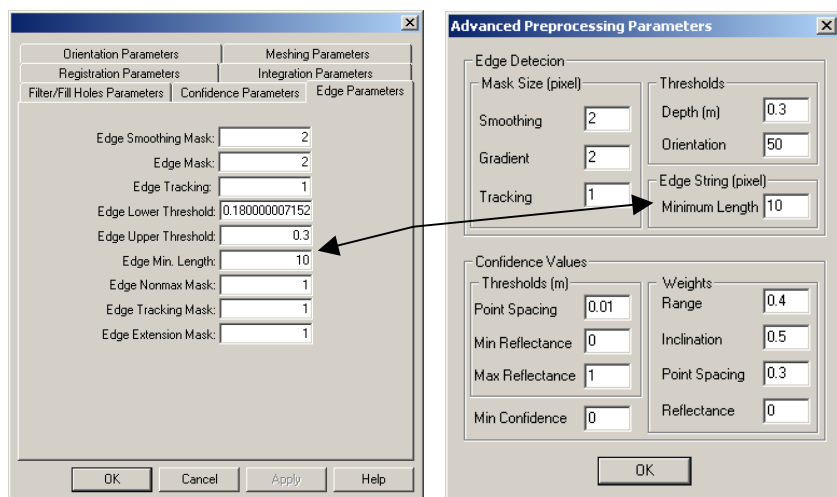 Orientation Parameters
Meshing Parameters
Registration Parameters
Integration Parameters
Filter/Fill Holes Parameters
Confidence Parameters
Edge Parameters
Edge Smoothing Mask: 2
Edge Mask: 2
Edge Tracking: 1
Edge Lower Threshold: 0.180000007152
Edge Upper Threshold: 0.3
Edge Min. Length: 10
Edge Nonmax Mask: 1
Edge Tracking Mask: 1
Edge Extension Mask: 1
OK
Cancel
Apply
Help
Advanced Preprocessing Parameters
Edge Detecion
Mask Size (pixel)
Smoothing 2
Gradient 2
Tracking 1
Thresholds
Depth (m) 0.3
Orientation 50
Edge String (pixel)
Minimum Length 10
Confidence Values
Thresholds (m)
Point Spacing 0.01
Min Reflectance 0
Max Reflectance 1
Min Confidence 0
Weights
Range 0.4
Inclination 0.5
Point Spacing 0.3
Reflectance 0
OK